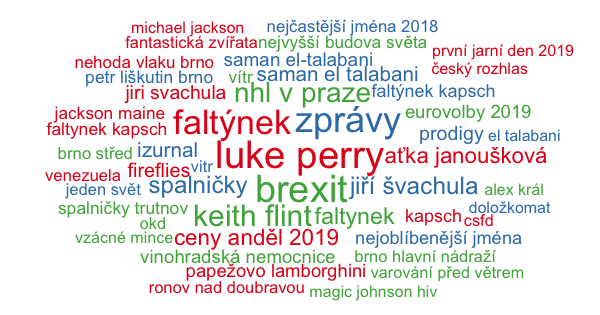 michael jackson
nejčastější jména 2018
fantastická zvířata
nejvyšší budova světa
první jarní den 2019
nehoda vlaku brno
saman el-talabani
český rozhlas
petr liškutin brno
vítr
saman el talabani
jiri svachula
nhl v praze
faltýnek kapsch
jackson maine
faltýnek
zprávy
eurovolby 2019
faltynek kapsch
prodigy
el talabani
brno střed
izurnal
luke perry
aťka janoušková
venezuela
fireflies
vitr
jeden svět
spalničky
brexit
jiří švachula
alex král
spalničky trutnov
keith flint
faltynek
kapsch
doložkomat
okd
csfd
vzácné mince
ceny anděl 2019
nejoblíbenější jména
vinohradská nemocnice
brno hlavní nádraží
papežovo lamborghini
varování před větrem
ronov nad doubravou
magic johnson hiv